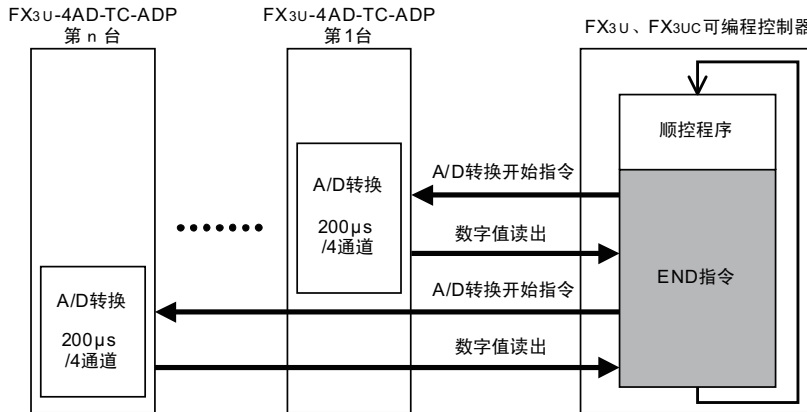 FX3U-4AD-TC-ADP
第 n 台
FX3U-4AD-TC-ADP
第1台
FX3U、FX3UC可编程控制器
顺控程序
A/D转换开始指令
A/D转换
200μs
/4通道
数字值读出
END指令
A/D转换开始指令
A/D转换
200μs
/4通道
数字值读出